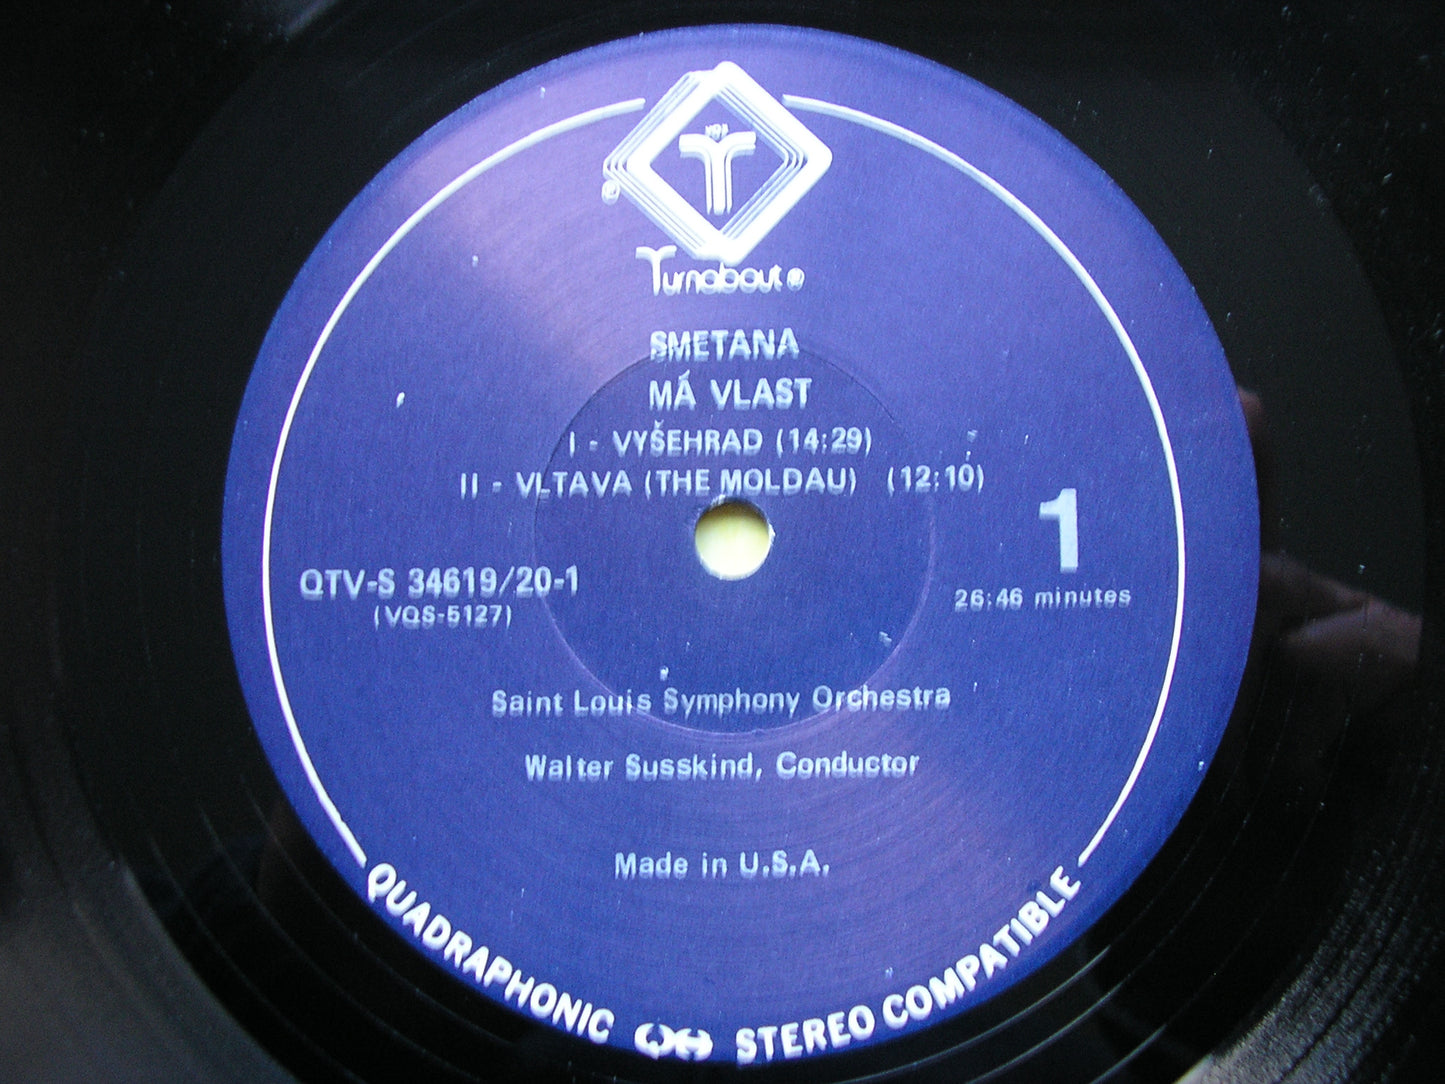 VOX
Turnabout ®
SMETANA
MÁ VLAST
I - VYŠEHRAD (14:29)
II - VLTAVA (THE MOLDAU) (12:10)
1
QTV-S 34619/20-1
(VQS-5127)
26:46 minutes
Saint Louis Symphony Orchestra
Walter Susskind, Conductor
Made in U.S.A.
QUADRAPHONIC STEREO COMPATIBLE